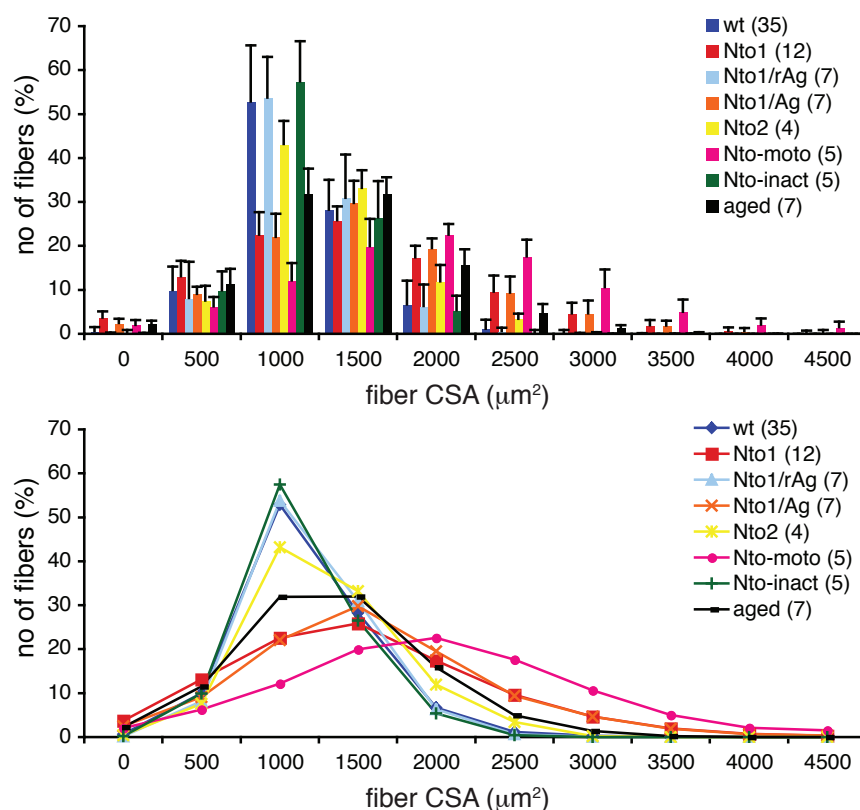 70
60
50
40
30
20
10
0
no of fibers (%)
wt (35)
Nto1 (12)
Nto1/rAg (7)
Nto1/Ag (7)
Nto2 (4)
Nto-moto (5)
Nto-inact (5)
aged (7)
0 500 1000 1500 2000 2500 3000 3500 4000 4500
fiber CSA (μm²)
70
60
50
40
30
20
10
0
no of fibers (%)
wt (35)
Nto1 (12)
Nto1/rAg (7)
Nto1/Ag (7)
Nto2 (4)
Nto-moto (5)
Nto-inact (5)
aged (7)
0 500 1000 1500 2000 2500 3000 3500 4000 4500
fiber CSA (μm²)